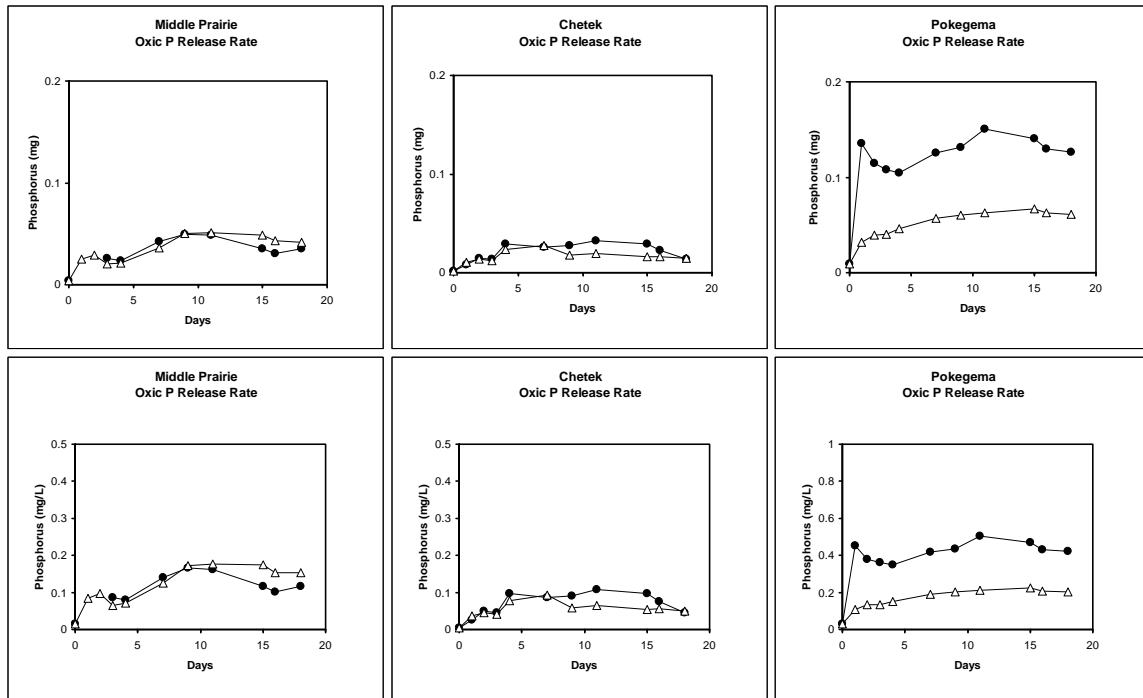 Middle Prairie
Oxic P Release Rate
0.2
0.1
0
Phosphorus (mg)
0 5 10 15 20
Days
Chetek
Oxic P Release Rate
0.2
0.1
0
Phosphorus (mg)
0 5 10 15 20
Days
Pokegema
Oxic P Release Rate
0.2
0.1
0
Phosphorus (mg)
0 5 10 15 20
Days
Middle Prairie
Oxic P Release Rate
0.5
0.4
0.3
0.2
0.1
0
Phosphorus (mg/L)
0 5 10 15 20
Days
Chetek
Oxic P Release Rate
0.5
0.4
0.3
0.2
0.1
0
Phosphorus (mg/L)
0 5 10 15 20
Days
Pokegema
Oxic P Release Rate
1
0.8
0.6
0.4
0.2
0
Phosphorus (mg/L)
0 5 10 15 20
Days